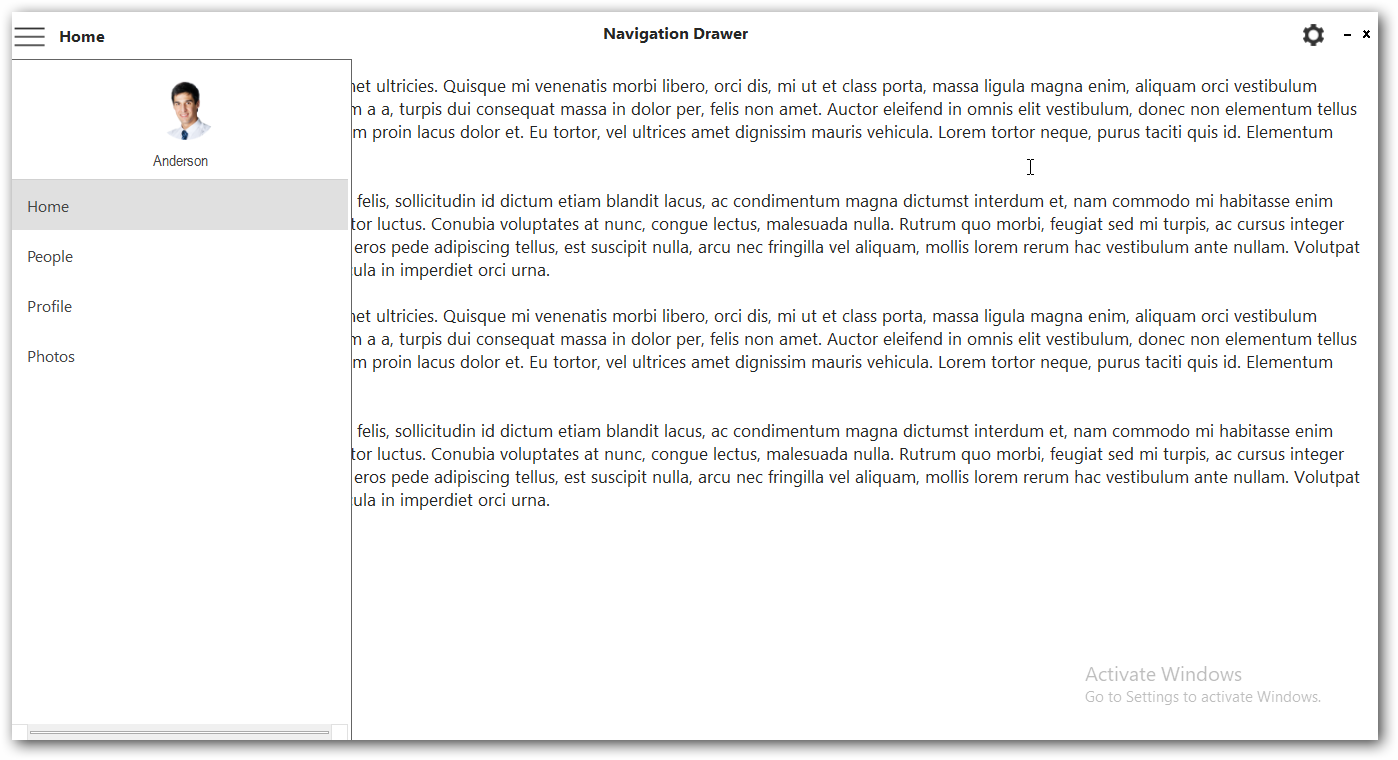 Home
Navigation Drawer
Anderson
Home
People
Profile
Photos
ultricies. Quisque mi venenatis morbi libero, orci dis, mi ut et class porta, massa ligula magna enim, aliquam orci vestibulum
a a, turpis dui consequat massa in dolor per, felis non amet. Auctor eleifend in omnis elit vestibulum, donec non elementum tellus
proin lacus dolor et. Eu tortor, vel ultrices amet dignissim mauris vehicula. Lorem tortor neque, purus taciti quis id. Elementum
felis, sollicitudin id dictum etiam blandit lacus, ac condimentum magna dictumst interdum et, nam commodo mi habitasse enim
luctus. Conubia voluptates at nunc, congue lectus, malesuada nulla. Rutrum quo morbi, feugiat sed mi turpis, ac cursus integer
eros pede adipiscing tellus, est suscipit nulla, arcu nec fringilla vel aliquam, mollis lorem rerum hac vestibulum ante nullam. Volutpat
in imperdiet orci urna.
ultricies. Quisque mi venenatis morbi libero, orci dis, mi ut et class porta, massa ligula magna enim, aliquam orci vestibulum
a a, turpis dui consequat massa in dolor per, felis non amet. Auctor eleifend in omnis elit vestibulum, donec non elementum tellus
proin lacus dolor et. Eu tortor, vel ultrices amet dignissim mauris vehicula. Lorem tortor neque, purus taciti quis id. Elementum
felis, sollicitudin id dictum etiam blandit lacus, ac condimentum magna dictumst interdum et, nam commodo mi habitasse enim
luctus. Conubia voluptates at nunc, congue lectus, malesuada nulla. Rutrum quo morbi, feugiat sed mi turpis, ac cursus integer
eros pede adipiscing tellus, est suscipit nulla, arcu nec fringilla vel aliquam, mollis lorem rerum hac vestibulum ante nullam. Volutpat
in imperdiet orci urna.
Activate Windows
Go to Settings to activate Windows.